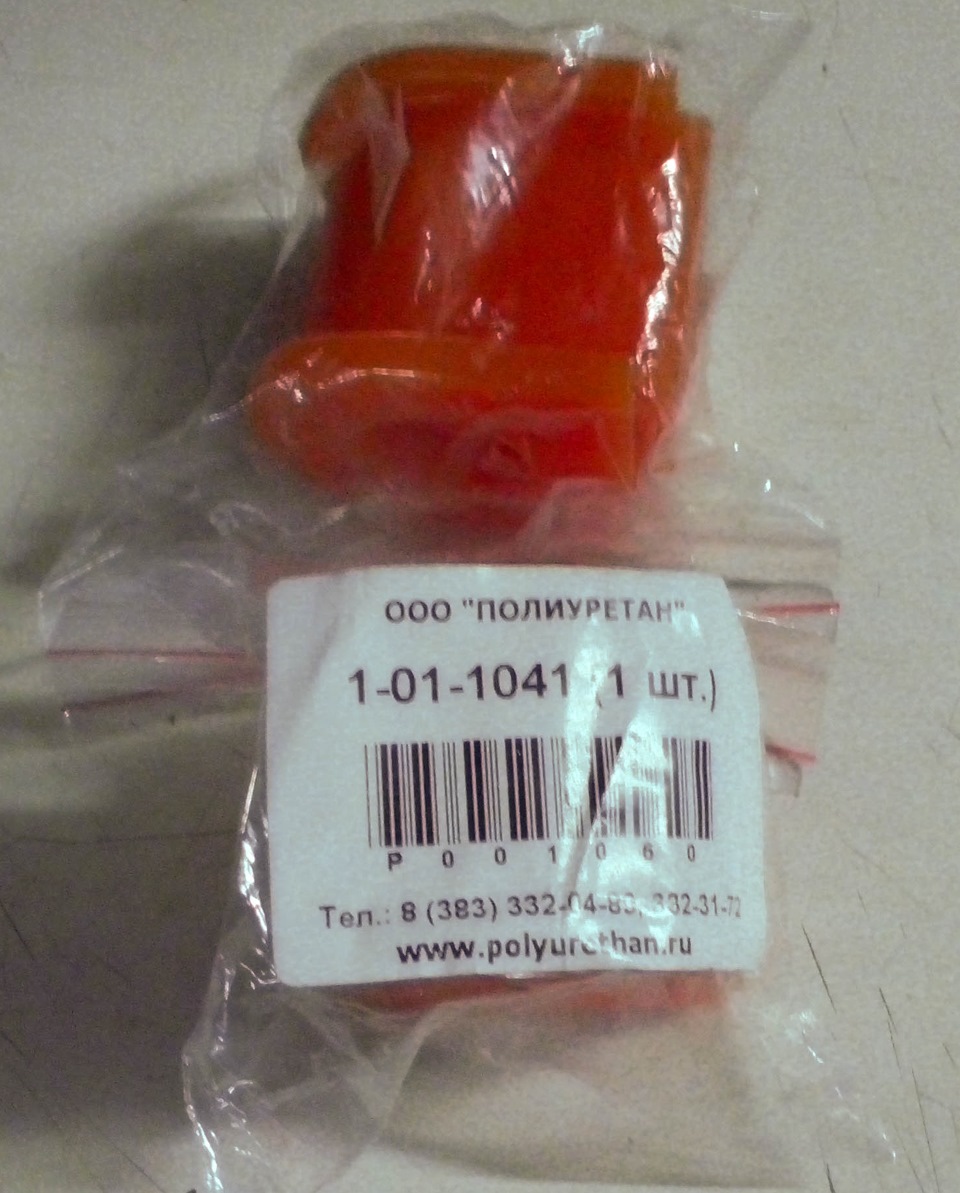 ООО "ПОЛИУРЕТАН"
1-01-1041 (1 шт.)
P001060
Тел.: 8 (383) 332-04-83, 332-31-72
www.polyurethan.ru